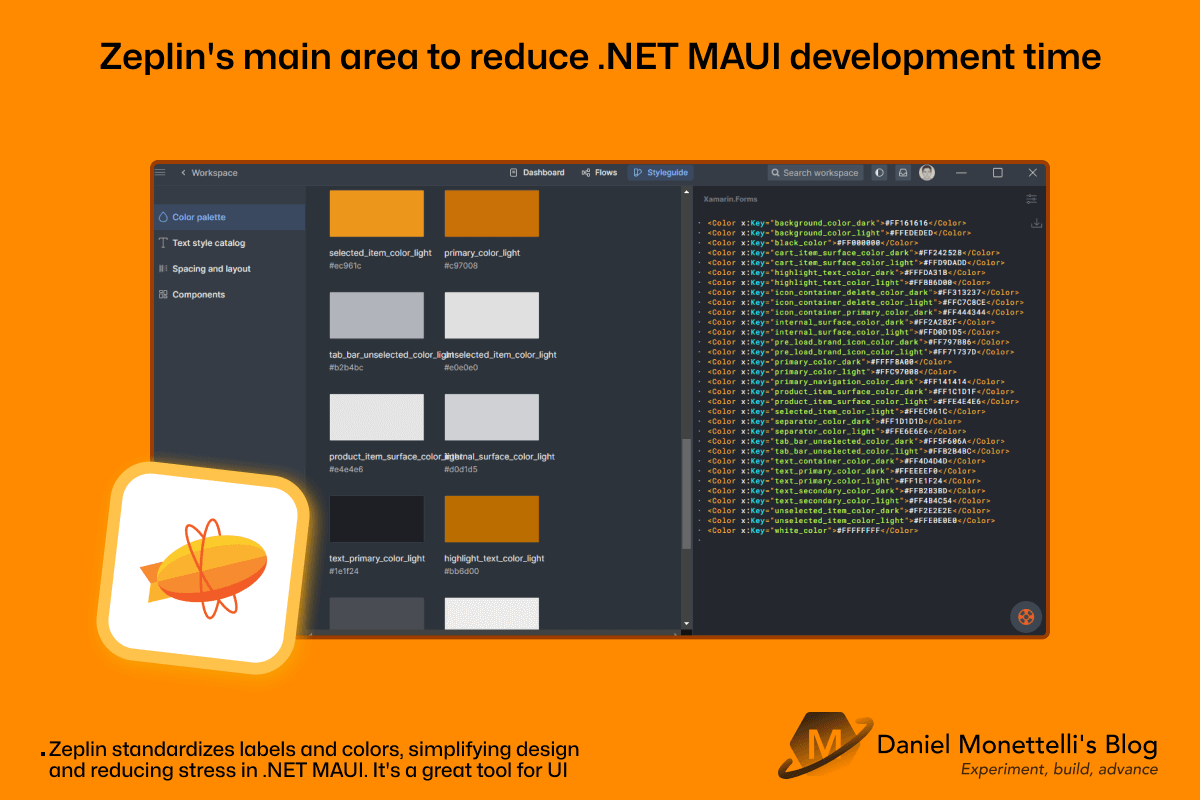 Zeplin's main area to reduce .NET MAUI development time
Workspace
Dashboard
Flows
Styleguide
Search workspace
Color palette
Text style catalog
Spacing and layout
Components
selected_item_color_light
#ec961c
primary_color_light
#c97008
tab_bar_unselected_color_light
#b2b4bc
unselected_item_color_light
#e0e0e0
product_item_surface_color_light
#e4e4e6
internal_surface_color_light
#d0d1d5
text_primary_color_light
#1e1f24
highlight_text_color_light
#bb6d00
Xamarin.Forms
<Color x:Key="background_color_dark">#FF161616</Color>
<Color x:Key="background_color_light">#FFEDEDED</Color>
<Color x:Key="black_color">#FF000000</Color>
<Color x:Key="cart_item_surface_color_dark">#FF242528</Color>
<Color x:Key="cart_item_surface_color_light">#FFD9DADD</Color>
<Color x:Key="highlight_text_color_dark">#FFFDA31B</Color>
<Color x:Key="highlight_text_color_light">#FFBB6D00</Color>
<Color x:Key="icon_container_delete_color_dark">#FF313237</Color>
<Color x:Key="icon_container_delete_color_light">#FFC7C8CE</Color>
<Color x:Key="icon_container_primary_color_dark">#FF444344</Color>
<Color x:Key="internal_surface_color_dark">#FF2A2B2F</Color>
<Color x:Key="internal_surface_color_light">#FFD0D1D5</Color>
<Color x:Key="pre_load_brand_icon_color_dark">#FF797B86</Color>
<Color x:Key="pre_load_brand_icon_color_light">#FF71737D</Color>
<Color x:Key="primary_color_dark">#FFFF8A00</Color>
<Color x:Key="primary_color_light">#FFC97008</Color>
<Color x:Key="primary_navigation_color_dark">#FF141414</Color>
<Color x:Key="product_item_surface_color_dark">#FF1C1D1F</Color>
<Color x:Key="product_item_surface_color_light">#FFE4E4E6</Color>
<Color x:Key="selected_item_color_light">#FFEC961C</Color>
<Color x:Key="separator_color_dark">#FF1D1D1D</Color>
<Color x:Key="separator_color_light">#FFE6E6E6</Color>
<Color x:Key="tab_bar_unselected_color_dark">#FF5F606A</Color>
<Color x:Key="tab_bar_unselected_color_light">#FFB2B4BC</Color>
<Color x:Key="text_container_color_dark">#FF4D4D4D</Color>
<Color x:Key="text_primary_color_dark">#FFEEEEF0</Color>
<Color x:Key="text_primary_color_light">#FF1E1F24</Color>
<Color x:Key="text_secondary_color_dark">#FFB2B3BD</Color>
<Color x:Key="text_secondary_color_light">#FF4B4C54</Color>
<Color x:Key="unselected_item_color_dark">#FF2E2E2E</Color>
<Color x:Key="unselected_item_color_light">#FFE0E0E0</Color>
<Color x:Key="white_color">#FFFFFFFF</Color>
. Zeplin standardizes labels and colors, simplifying design
and reducing stress in .NET MAUI. It's a great tool for UI
M
Daniel Monettelli's Blog
Experiment, build, advance